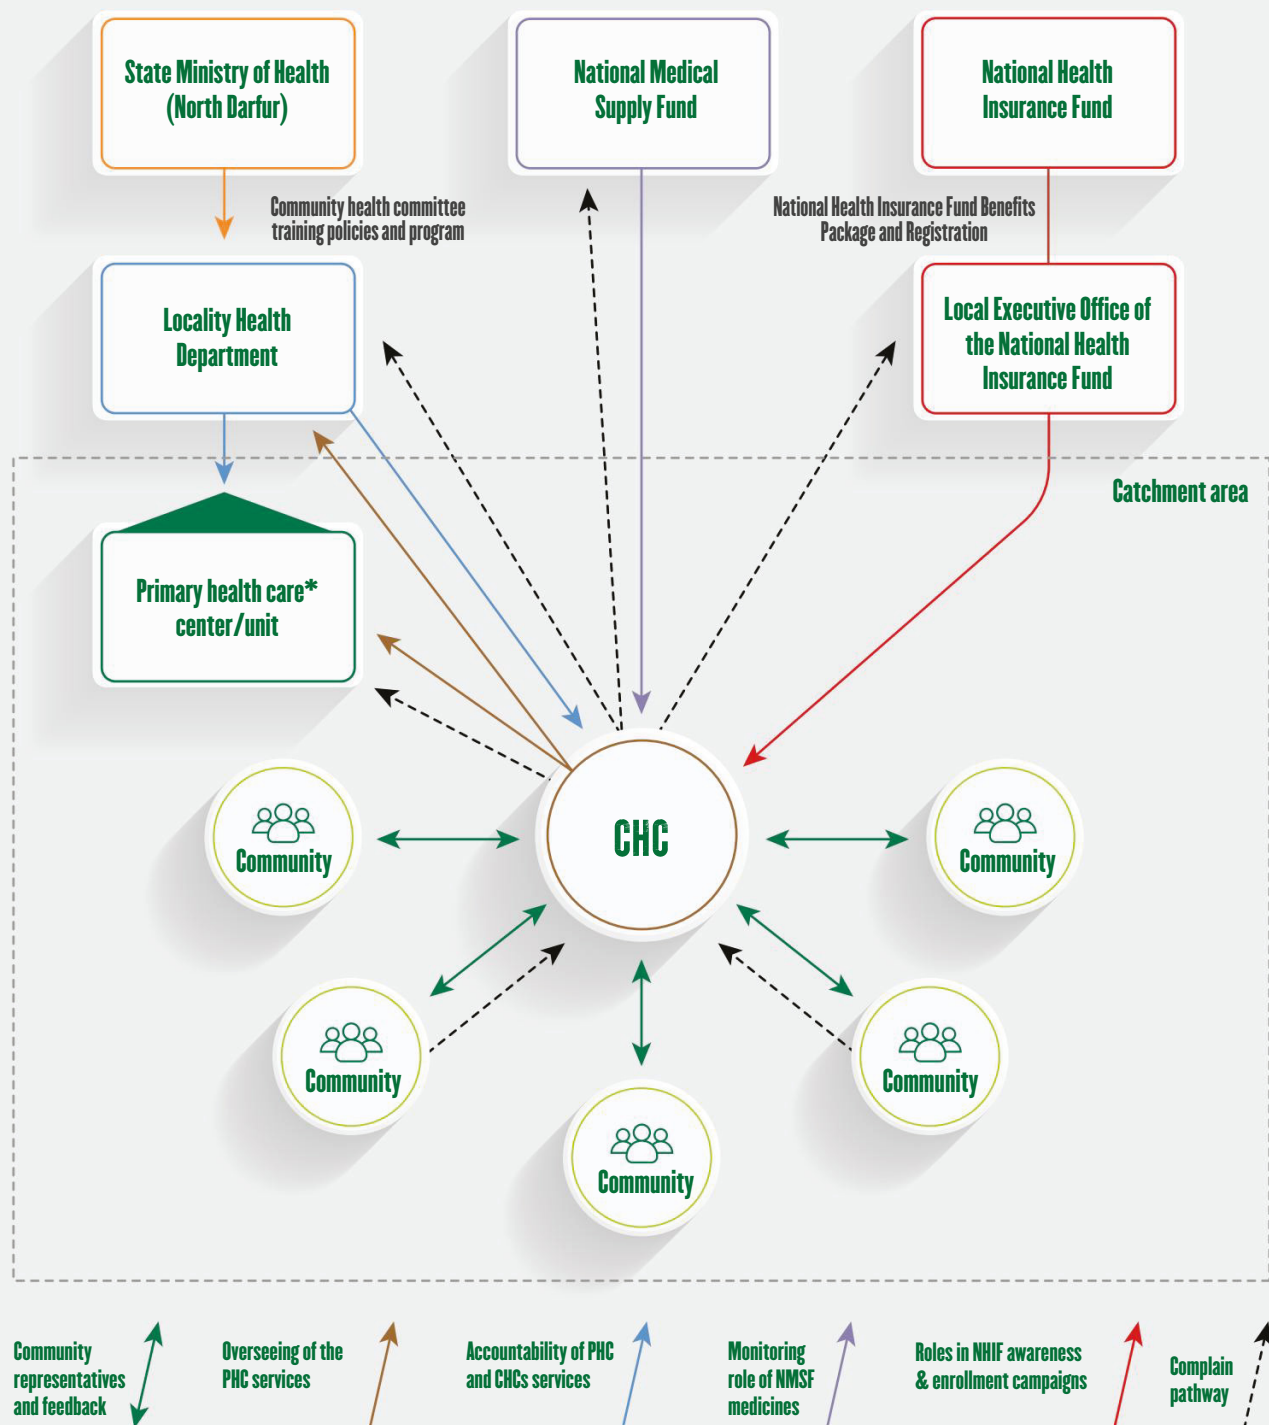 State Ministry of Health
(North Darfur)
National Medical
Supply Fund
National Health
Insurance Fund
Community health committee
training policies and program
National Health Insurance Fund Benefits
Package and Registration
Locality Health
Department
Local Executive Office of
the National Health
Insurance Fund
Catchment area
Primary health care*
center/unit
CHC
Community
Community
Community
Community
Community
Community
representatives
and feedback
Overseeing of the
PHC services
Accountability of PHC
and CHCs services
Monitoring
role of NMSF
medicines
Roles in NHIF awareness
& enrollment campaigns
Complain
pathway